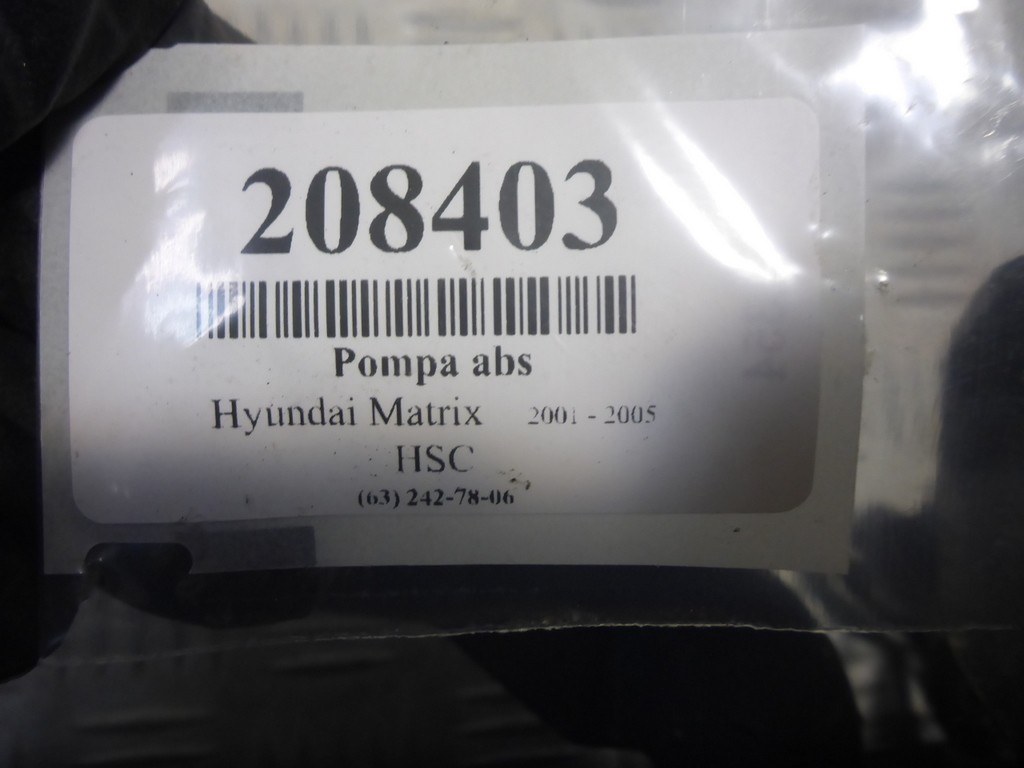 208403
Pompa abs
Hyundai Matrix 2001 - 2005
HSC
(63) 242-78-06